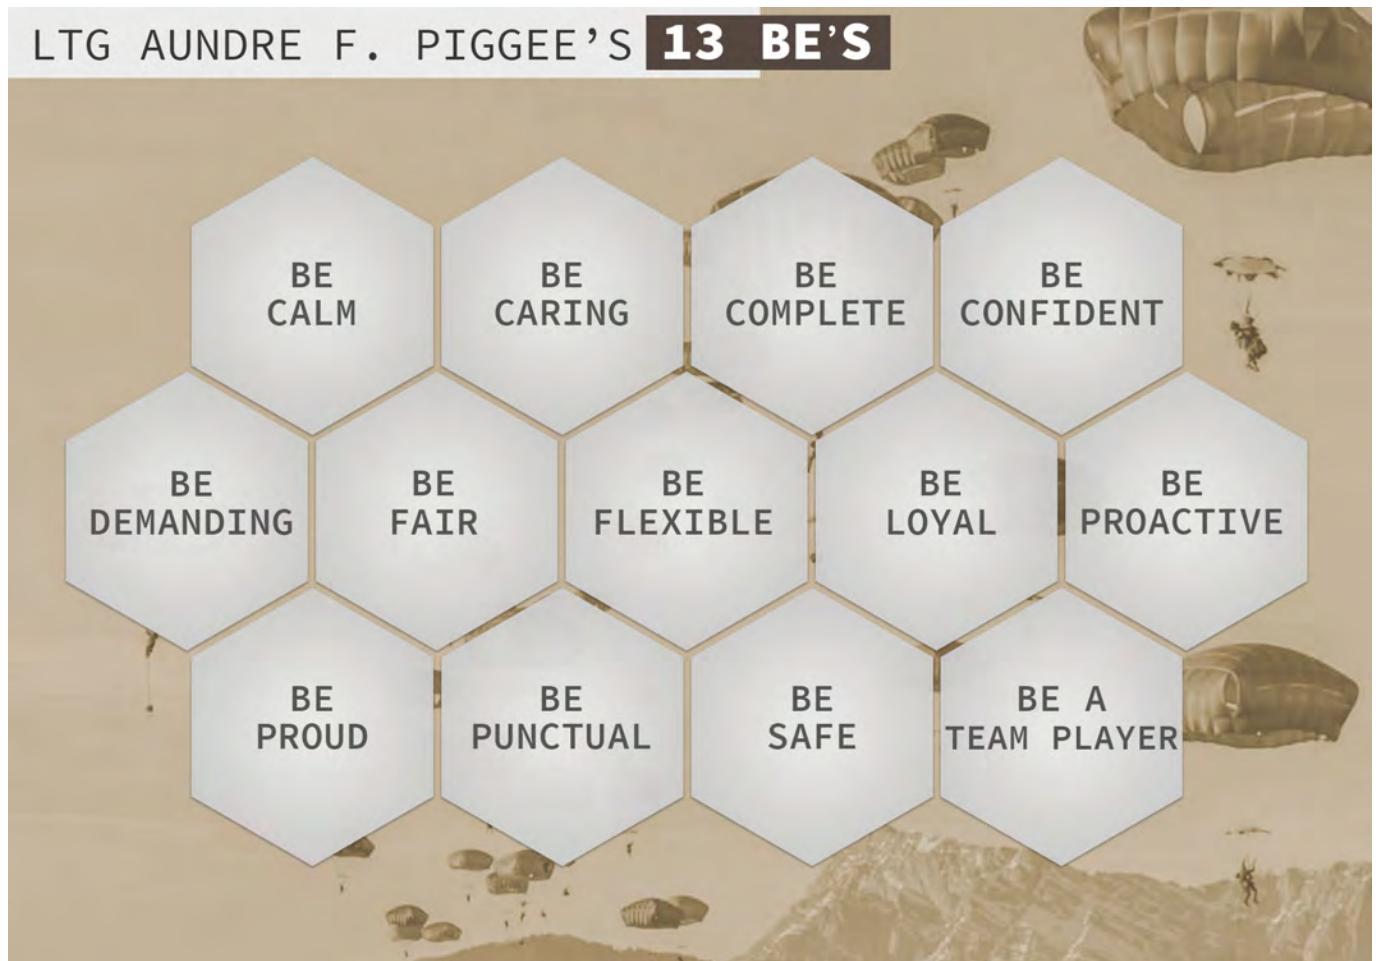 LTG AUNDRE F. PIGGEE’S 13 BE’S
BE
CALM
BE
CARING
BE
COMPLETE
BE
CONFIDENT
BE
DEMANDING
BE
FAIR
BE
FLEXIBLE
BE
LOYAL
BE
PROACTIVE
BE
PROUD
BE
PUNCTUAL
BE
SAFE
BE A
TEAM PLAYER